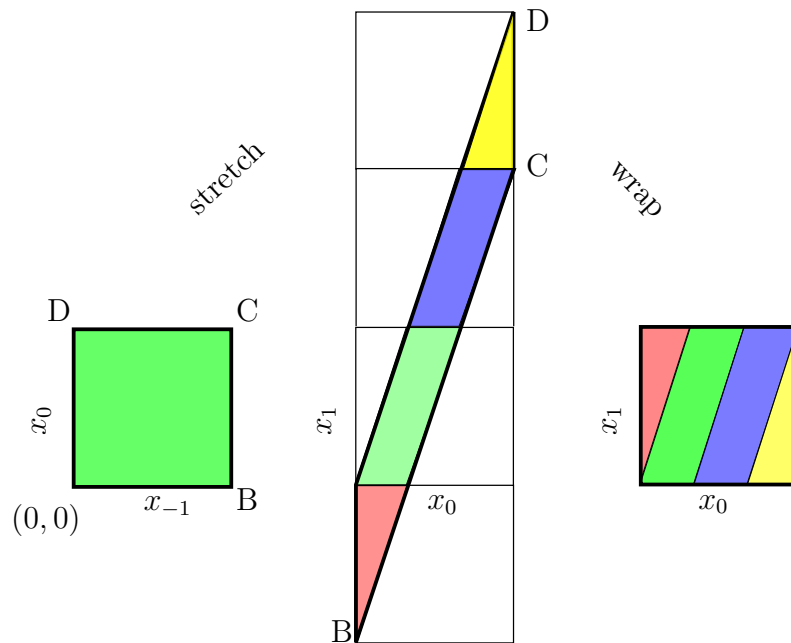 stretch
D
C
x_0
(0, 0)
x_{-1}
B
D
C
x_1
x_0
B
wrap
x_1
x_0